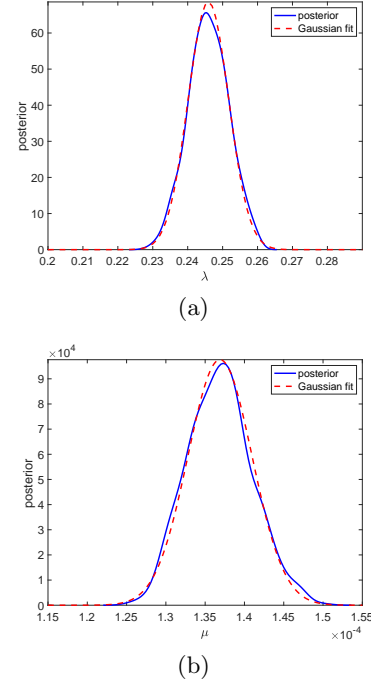 posterior
Gaussian fit
posterior
60
50
40
30
20
10
0
0.2 0.21 0.22 0.23 0.24 0.25 0.26 0.27 0.28
λ
(a)
×10⁴
posterior
Gaussian fit
posterior
9
8
7
6
5
4
3
2
1
0
1.15 1.2 1.25 1.3 1.35 1.4 1.45 1.5 1.55
μ ×10⁻⁴
(b)